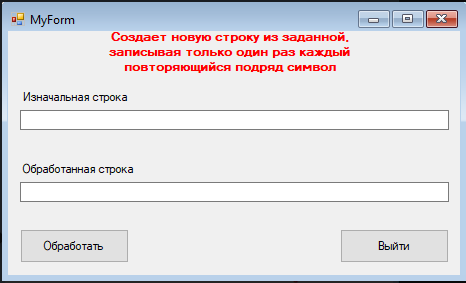 MyForm
Создает новую строку из заданной,
записывая только один раз каждый
повторяющийся подряд символ
Изначальная строка
Обработанная строка
Обработать
Выйти